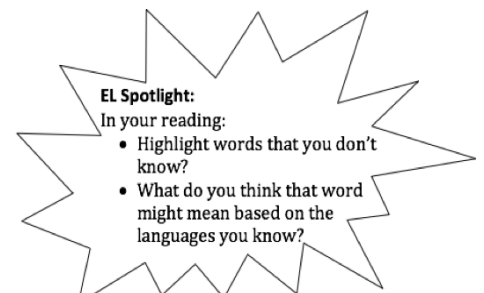 EL Spotlight:
In your reading:
• Highlight words that you don't
know?
• What do you think that word
might mean based on the
languages you know?